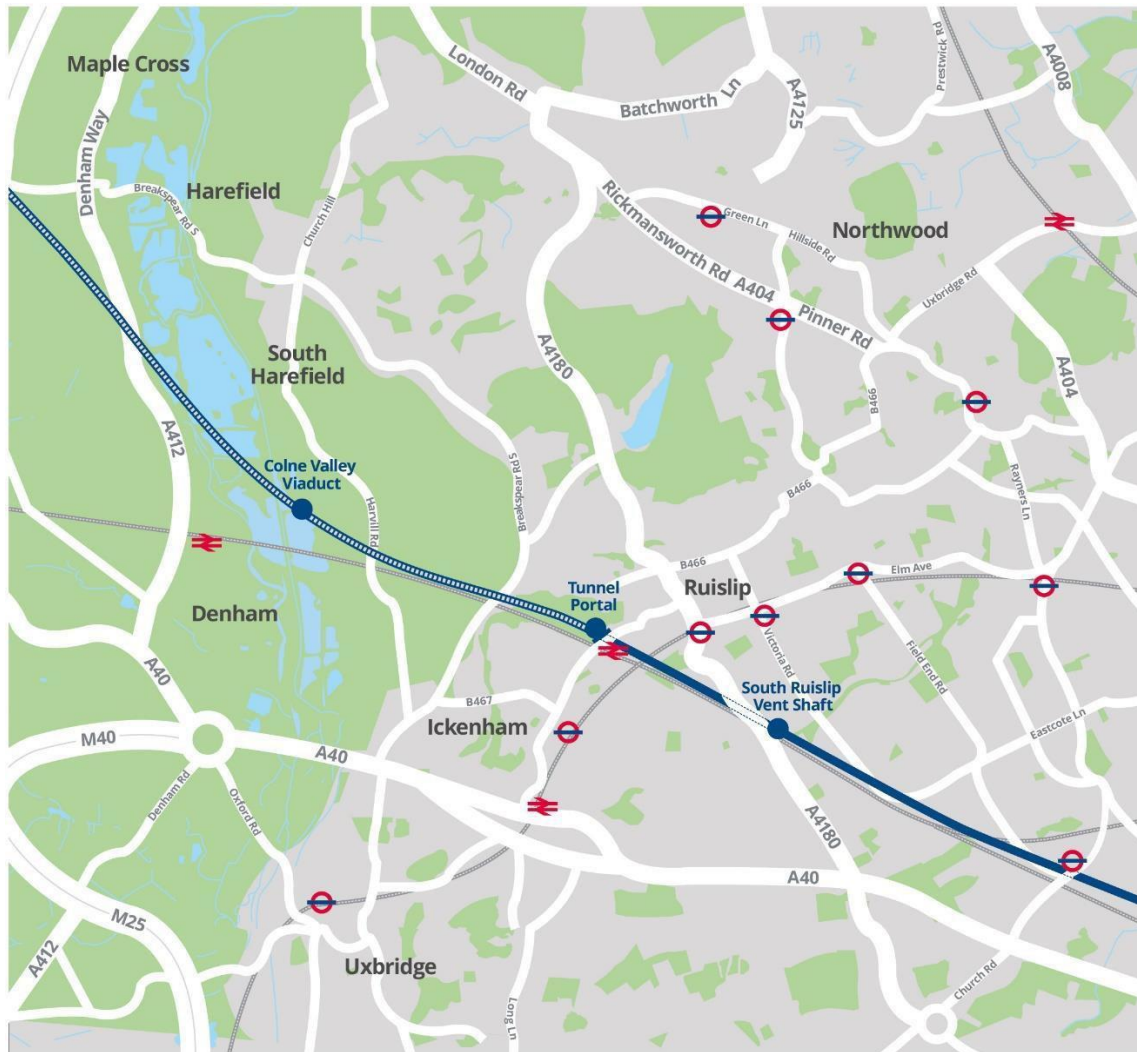 Maple Cross
London Rd
Batchworth Ln
A4125
Prestwick Rd
A4008
Denham Way
Harefield
Breakspear Rd S
Church Hill
Rickmansworth Rd A404
Green Ln
Hillside Rd
Northwood
Uxbridge Rd
Pinner Rd
South
Harefield
A4180
A404
B466
A412
Colne Valley
Viaduct
Harvill Rd
Breakspear Rd S
B466
Rayners Ln
B466
Elm Ave
Ruislip
Tunnel
Portal
Denham
Victoria Rd
Field End Rd
A40
South Ruislip
Vent Shaft
B467
Ickenham
Eastcote Ln
M40
A40
Denham Rd
Oxford Rd
A4180
A40
M25
A412
Uxbridge
Long Ln
Church Rd